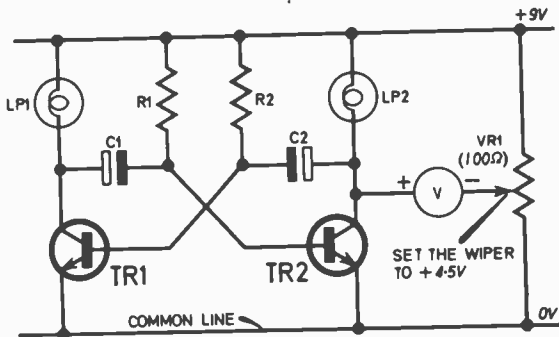 +9V
LP1
R1
R2
LP2
C1
C2
VR1
(100Ω)
+
V
−
SET THE WIPER
TO +4·5V
TR1
TR2
COMMON LINE
0V